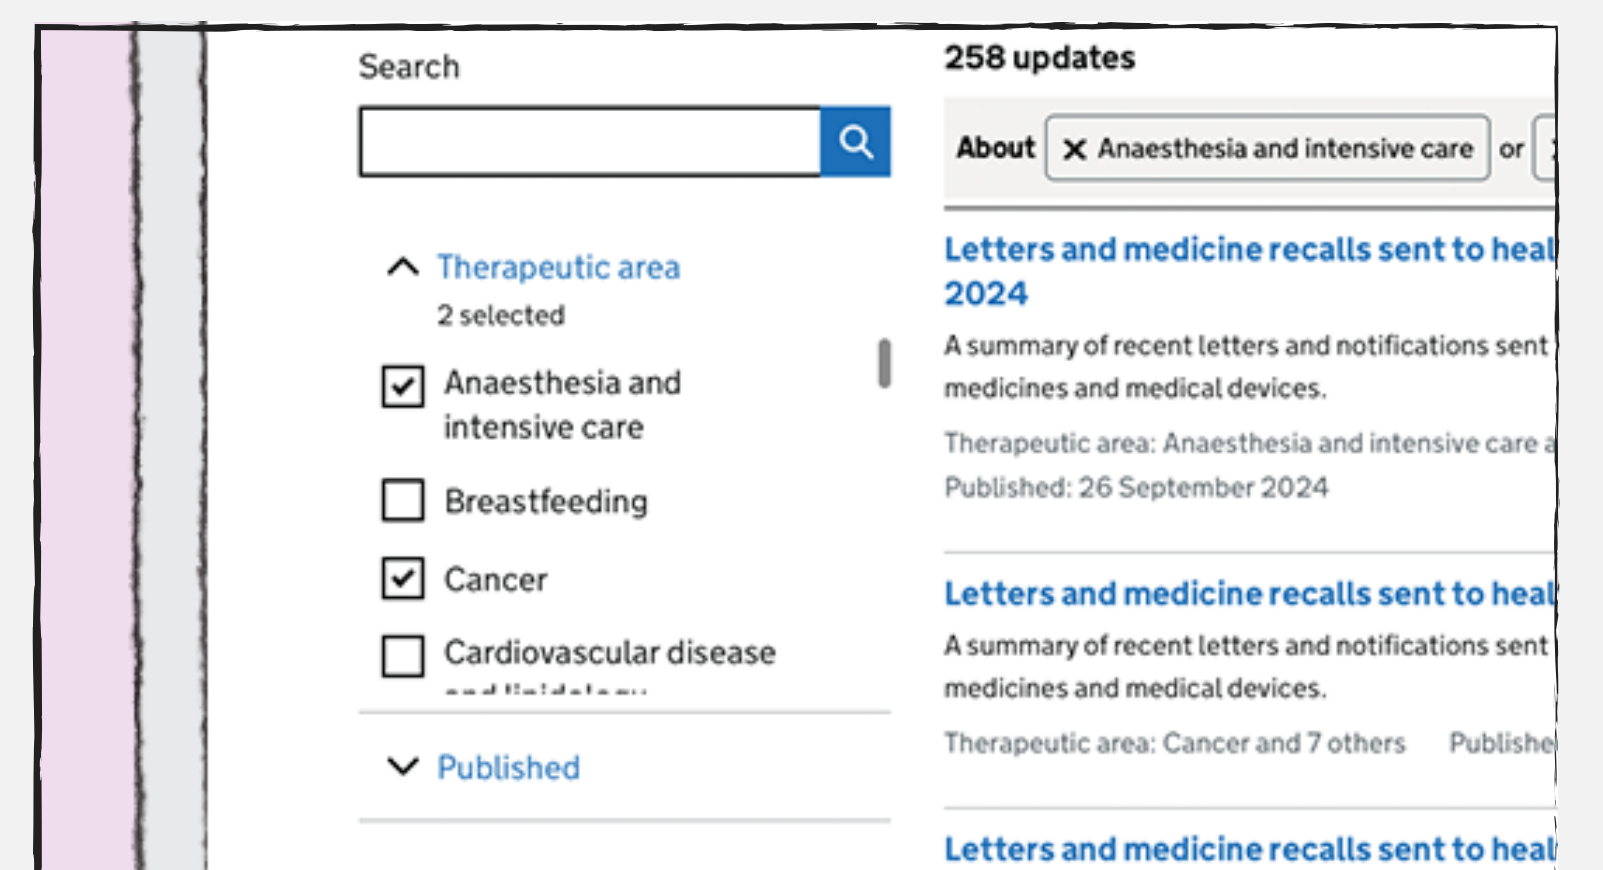 Search
Therapeutic area
2 selected
Anaesthesia and
intensive care
Breastfeeding
Cancer
Cardiovascular disease
Published
258 updates
About Anaesthesia and intensive care or
Letters and medicine recalls sent to heal
2024
A summary of recent letters and notifications sent
medicines and medical devices.
Therapeutic area: Anaesthesia and intensive care a
Published: 26 September 2024
Letters and medicine recalls sent to heal
A summary of recent letters and notifications sent
medicines and medical devices.
Therapeutic area: Cancer and 7 others Publishe
Letters and medicine recalls sent to heal